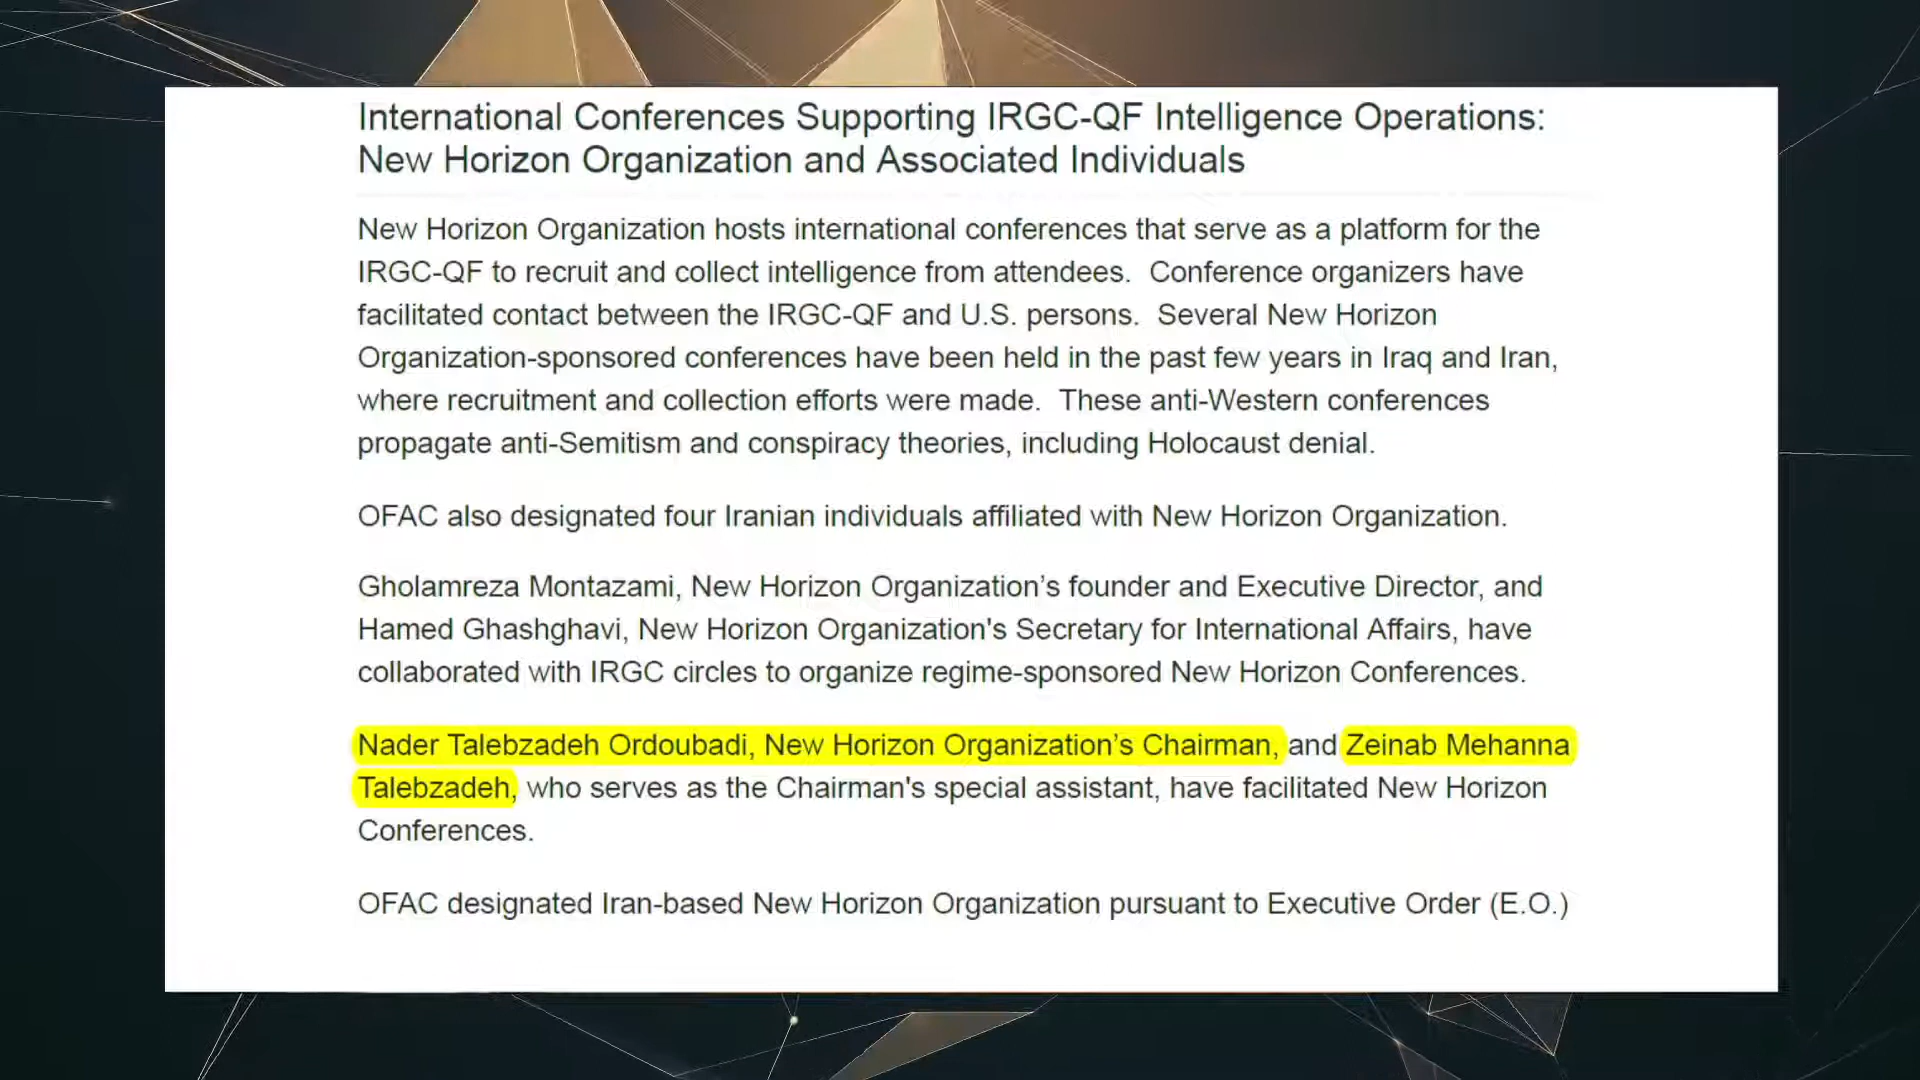 International Conferences Supporting IRGC-QF Intelligence Operations:
New Horizon Organization and Associated Individuals
New Horizon Organization hosts international conferences that serve as a platform for the
IRGC-QF to recruit and collect intelligence from attendees.  Conference organizers have
facilitated contact between the IRGC-QF and U.S. persons.  Several New Horizon
Organization-sponsored conferences have been held in the past few years in Iraq and Iran,
where recruitment and collection efforts were made.  These anti-Western conferences
propagate anti-Semitism and conspiracy theories, including Holocaust denial.
OFAC also designated four Iranian individuals affiliated with New Horizon Organization.
Gholamreza Montazami, New Horizon Organization’s founder and Executive Director, and
Hamed Ghashghavi, New Horizon Organization's Secretary for International Affairs, have
collaborated with IRGC circles to organize regime-sponsored New Horizon Conferences.
Nader Talebzadeh Ordoubadi, New Horizon Organization’s Chairman, and Zeinab Mehanna
Talebzadeh, who serves as the Chairman's special assistant, have facilitated New Horizon
Conferences.
OFAC designated Iran-based New Horizon Organization pursuant to Executive Order (E.O.)